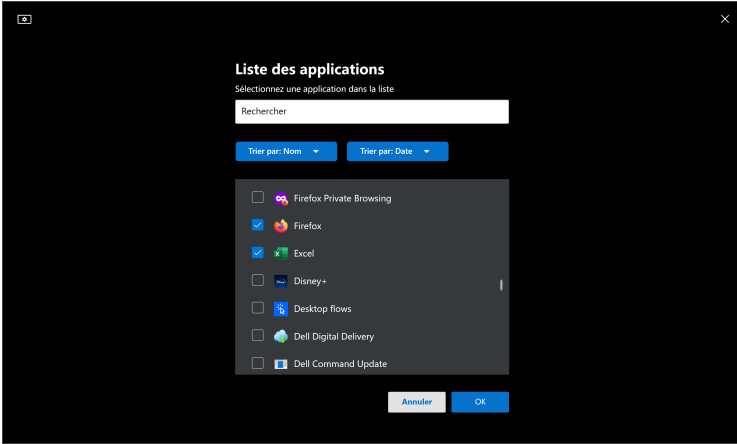 Liste des applications
Sélectionnez une application dans la liste
Rechercher
Trier par: Nom
Trier par: Date
Firefox Private Browsing
Firefox
Excel
Disney+
Desktop flows
Dell Digital Delivery
Dell Command Update
Annuler
OK